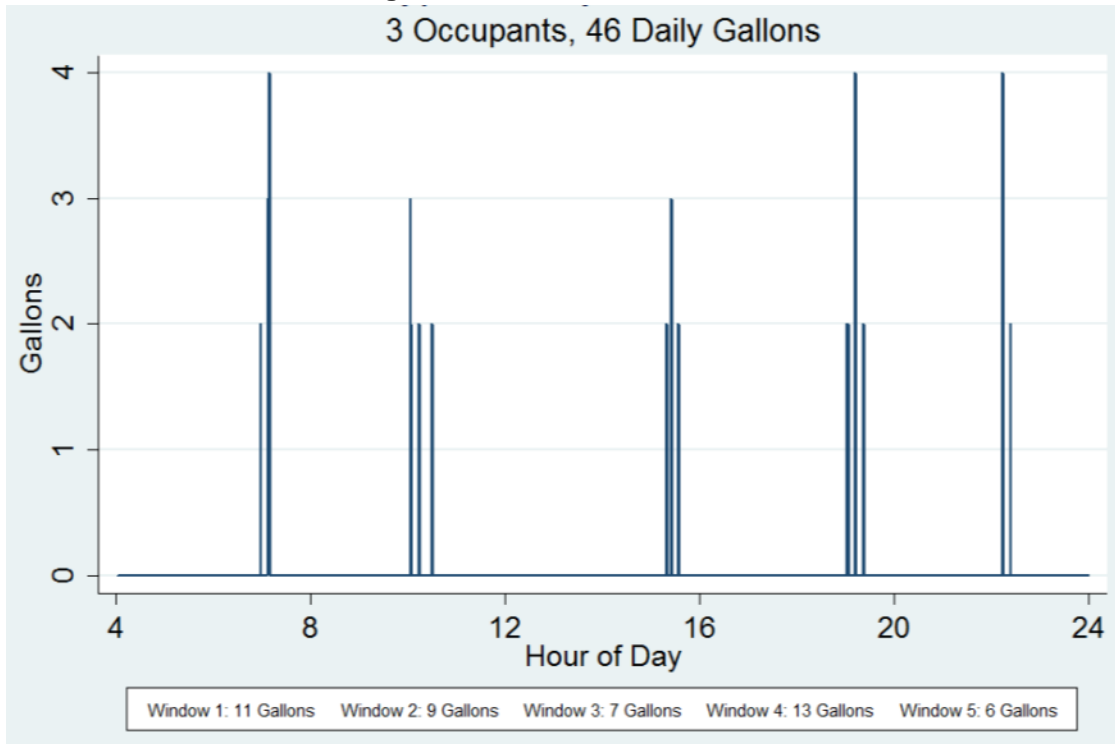 3 Occupants, 46 Daily Gallons
4
3
2
1
0
Gallons
4 8 12 16 20 24
Hour of Day
Window 1: 11 Gallons Window 2: 9 Gallons Window 3: 7 Gallons Window 4: 13 Gallons Window 5: 6 Gallons